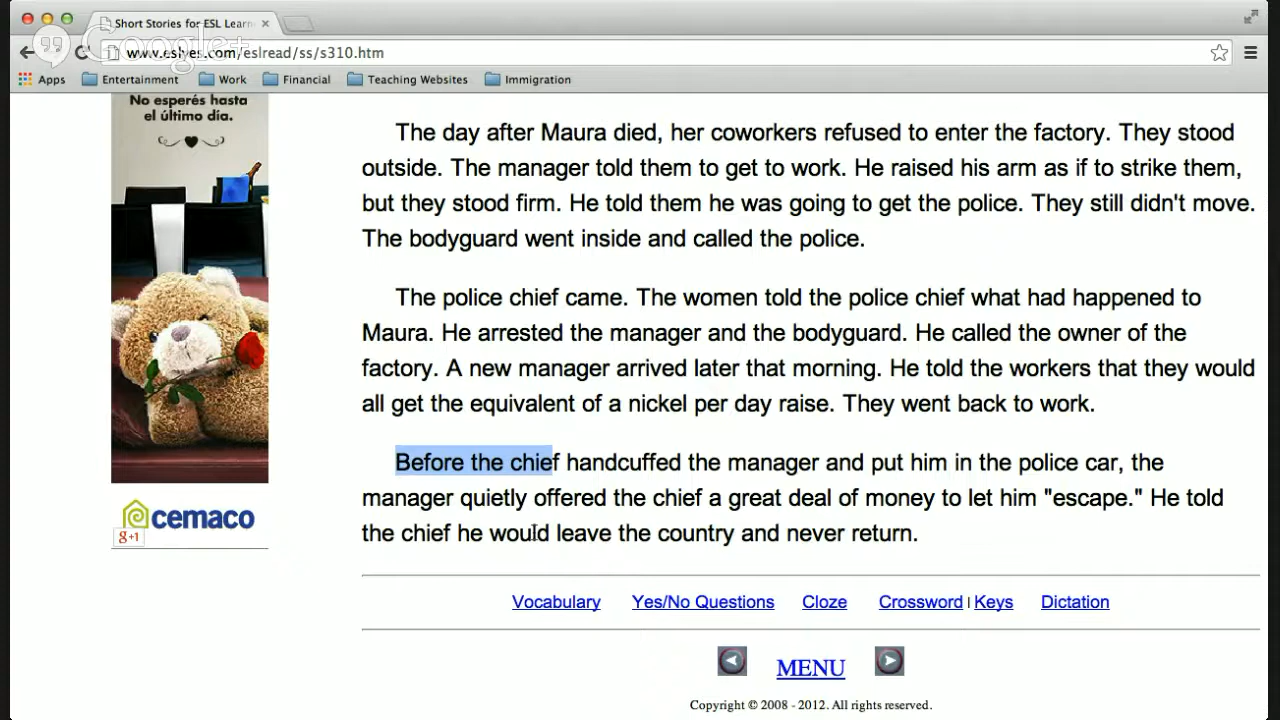 Short Stories for ESL Learn
Google+
www.eslyes.com/eslread/ss/s310.htm
Apps Entertainment Work Financial Teaching Websites Immigration
No esperés hasta
el último día.
cemaco
g+1
The day after Maura died, her coworkers refused to enter the factory. They stood
outside. The manager told them to get to work. He raised his arm as if to strike them,
but they stood firm. He told them he was going to get the police. They still didn't move.
The bodyguard went inside and called the police.
The police chief came. The women told the police chief what had happened to
Maura. He arrested the manager and the bodyguard. He called the owner of the
factory. A new manager arrived later that morning. He told the workers that they would
all get the equivalent of a nickel per day raise. They went back to work.
Before the chief handcuffed the manager and put him in the police car, the
manager quietly offered the chief a great deal of money to let him "escape." He told
the chief he would leave the country and never return.
Vocabulary Yes/No Questions Cloze Crossword | Keys Dictation
MENU
Copyright © 2008 - 2012. All rights reserved.